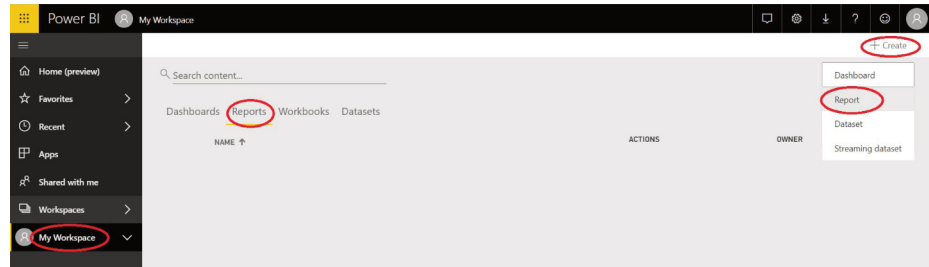 Power BI My Workspace ?
+ Create
Home (preview)
Search content...
Dashboard
Favorites
Report
Dashboards Reports Workbooks Datasets
Recent
Dataset
NAME ↑ ACTIONS OWNER
Apps
Streaming dataset
Shared with me
Workspaces
My Workspace